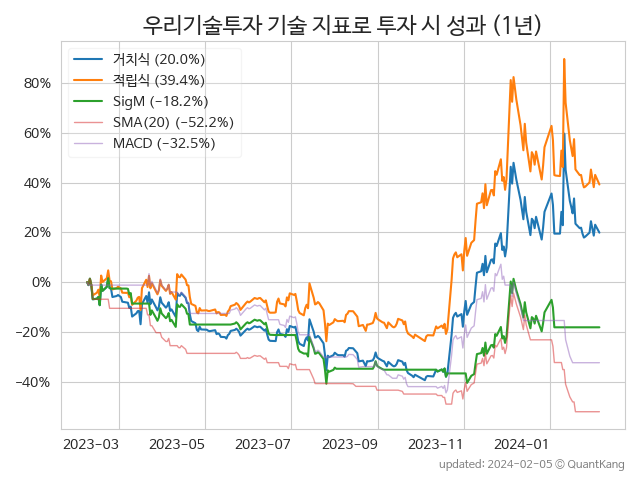 우리기술투자 기술 지표로 투자 시 성과 (1년)
거치식 (20.0%)
적립식 (39.4%)
SigM (−18.2%)
SMA(20) (−52.2%)
MACD (−32.5%)
80%
60%
40%
20%
0%
−20%
−40%
2023-03 2023-05 2023-07 2023-09 2023-11 2024-01
updated: 2024-02-05 © QuantKang